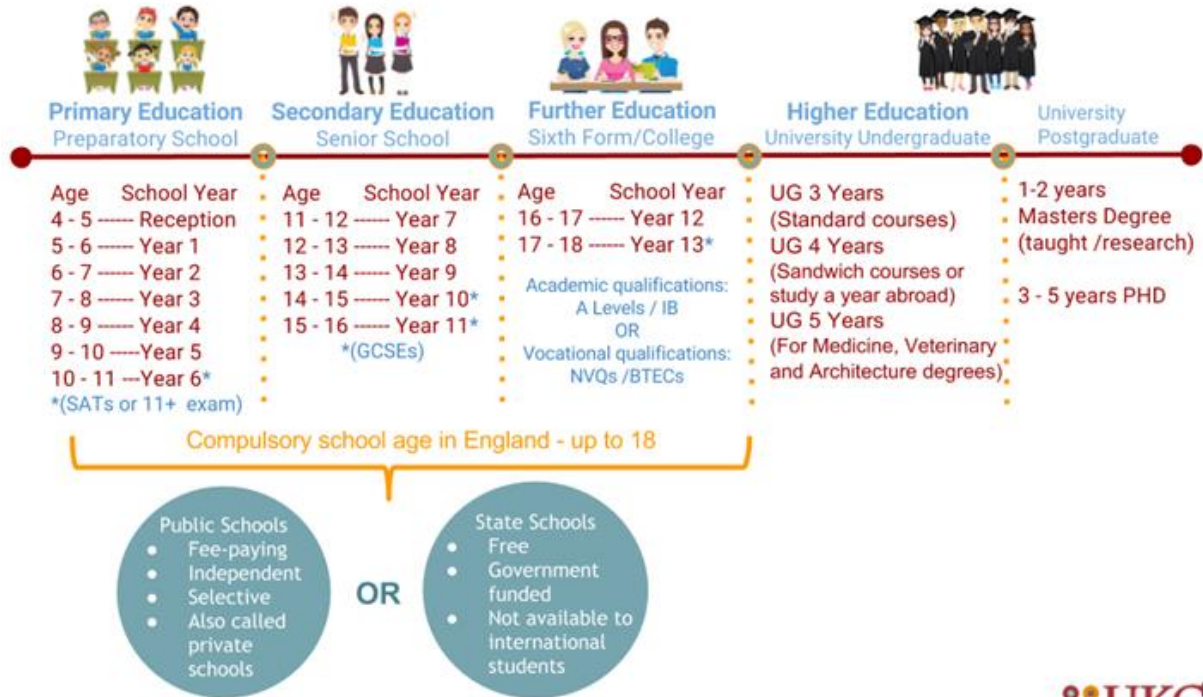 Primary Education
Preparatory School
Secondary Education
Senior School
Further Education
Sixth Form/College
Higher Education
University Undergraduate
University
Postgraduate
Age School Year
4 - 5 ------ Reception
5 - 6 ------ Year 1
6 - 7 ------ Year 2
7 - 8 ------ Year 3
8 - 9 ------ Year 4
9 - 10 -----Year 5
10 - 11 ---Year 6*
*(SATs or 11+ exam)
Age School Year
11 - 12 ------ Year 7
12 - 13 ------ Year 8
13 - 14 ------ Year 9
14 - 15 ------ Year 10*
15 - 16 ------ Year 11*
*(GCSEs)
Age School Year
16 - 17 ------ Year 12
17 - 18 ------ Year 13*
Academic qualifications:
A Levels / IB
OR
Vocational qualifications:
NVQs /BTECs
UG 3 Years
(Standard courses)
UG 4 Years
(Sandwich courses or
study a year abroad)
UG 5 Years
(For Medicine, Veterinary
and Architecture degrees)
1-2 years
Masters Degree
(taught /research)
3 - 5 years PHD
Compulsory school age in England - up to 18
Public Schools
● Fee-paying
● Independent
● Selective
● Also called
private
schools
OR
State Schools
● Free
● Government
funded
● Not available to
international
students